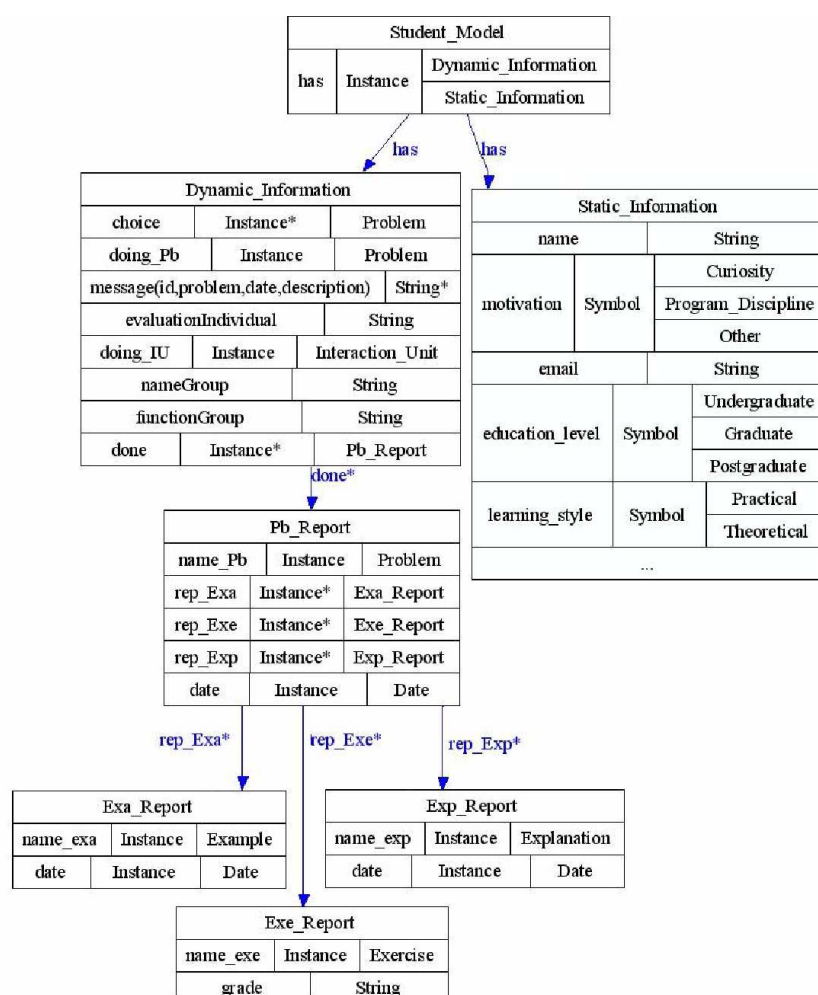 Student_Model
has Instance Dynamic_Information
Static_Information
has has
Dynamic_Information
choice Instance* Problem
doing_Pb Instance Problem
message(id,problem,date,description) String*
evaluationIndividual String
doing_IU Instance Interaction_Unit
nameGroup String
functionGroup String
done Instance* Pb_Report
Static_Information
name String
motivation Symbol Curiosity
Program_Discipline
Other
email String
education_level Symbol Undergraduate
Graduate
Postgraduate
learning_style Symbol Practical
Theoretical
...
done*
Pb_Report
name_Pb Instance Problem
rep_Exa Instance* Exa_Report
rep_Exe Instance* Exe_Report
rep_Exp Instance* Exp_Report
date Instance Date
rep_Exa* rep_Exe* rep_Exp*
Exa_Report
name_exa Instance Example
date Instance Date
Exp_Report
name_exp Instance Explanation
date Instance Date
Exe_Report
name_exe Instance Exercise
grade String